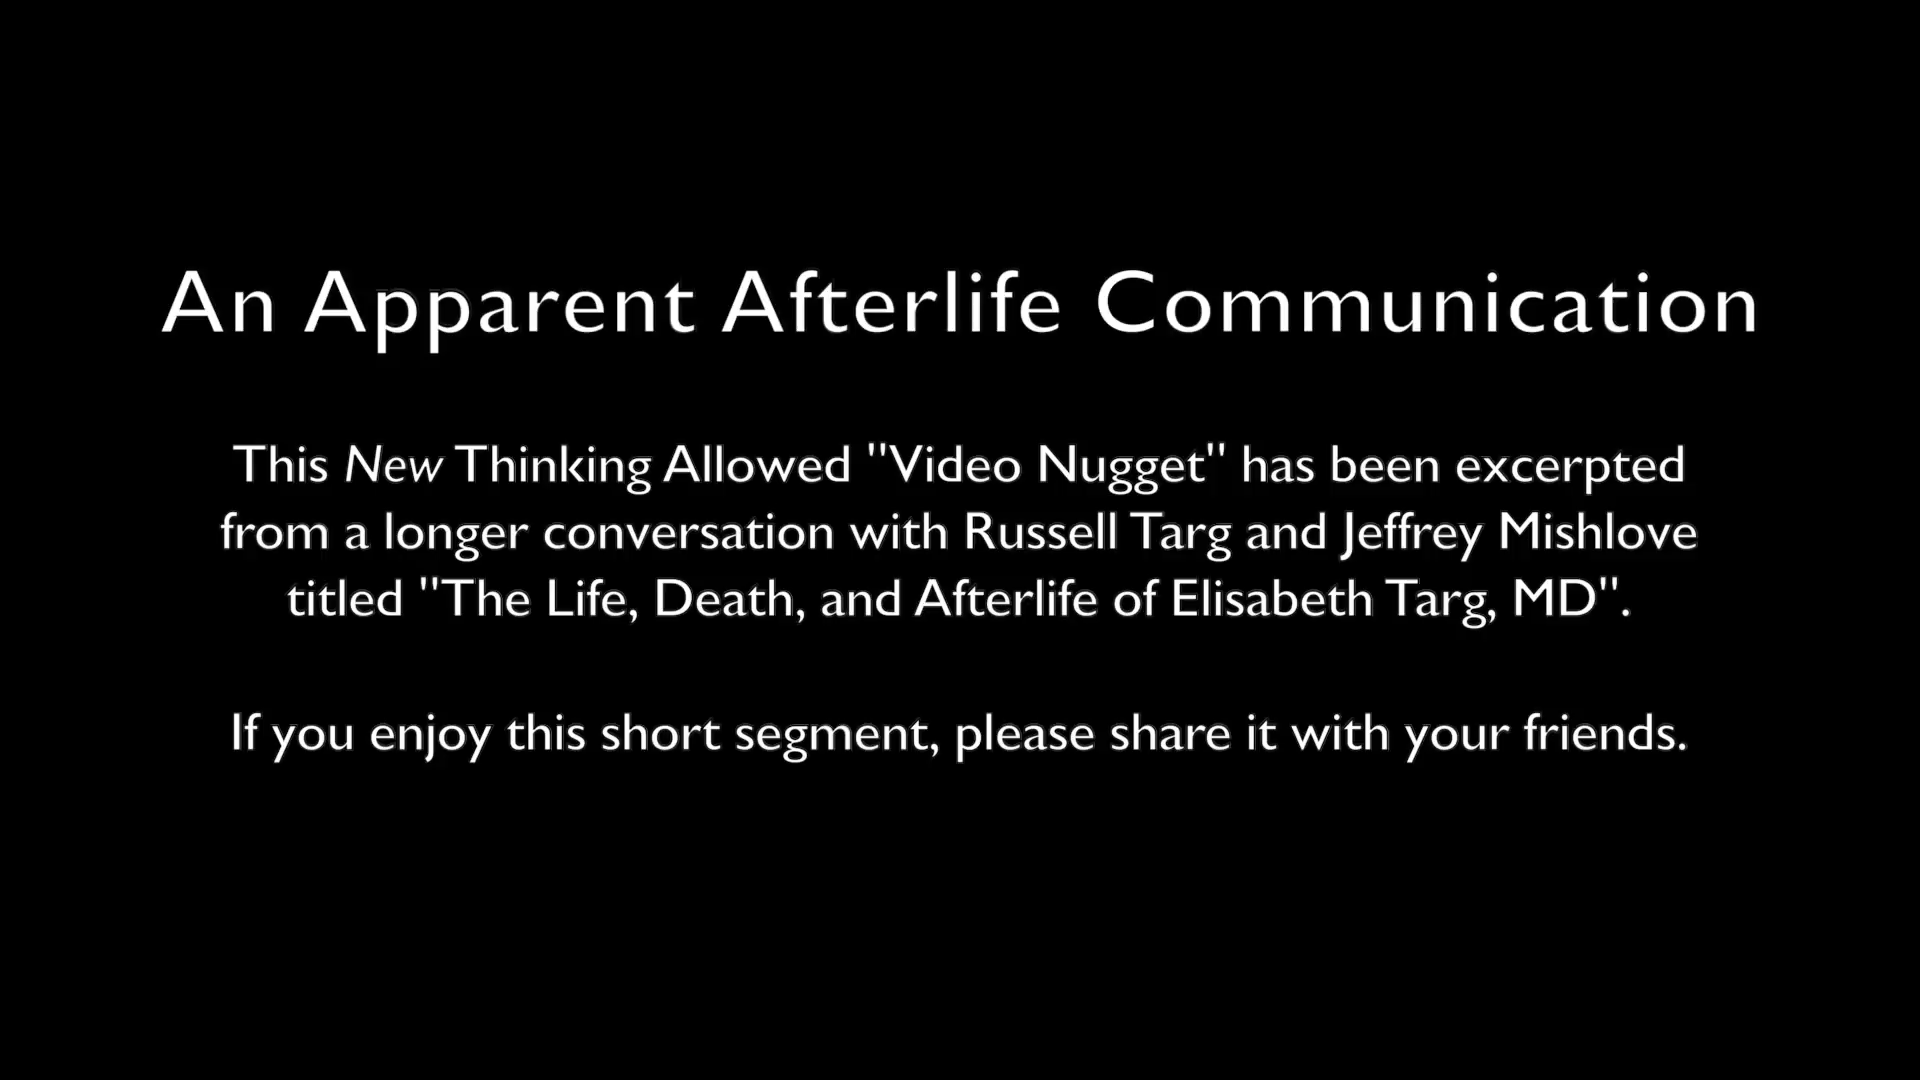 An Apparent Afterlife Communication
This New Thinking Allowed "Video Nugget" has been excerpted
from a longer conversation with Russell Targ and Jeffrey Mishlove
titled "The Life, Death, and Afterlife of Elisabeth Targ, MD".
If you enjoy this short segment, please share it with your friends.